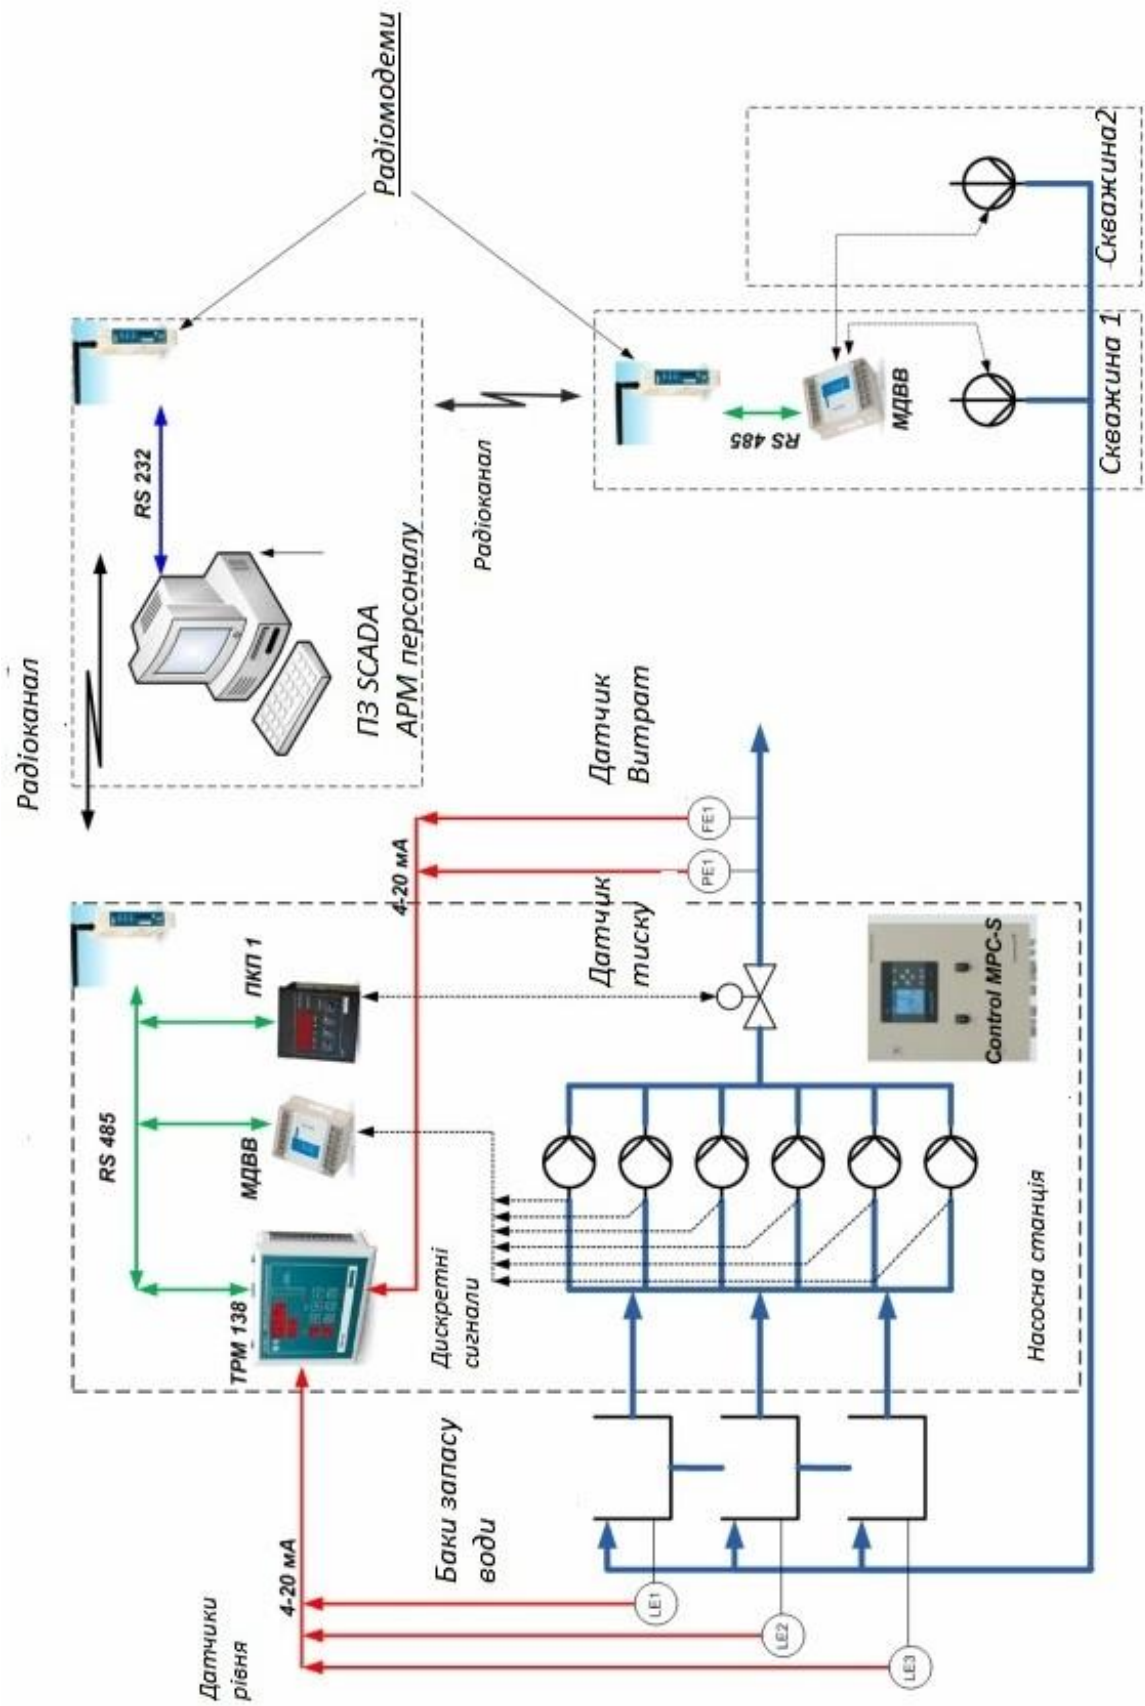 Радіоканал
Датчики
рівня
4-20 мА
RS 485
ТРМ 138
МДВВ
ПКП 1
RS 232
ПЗ SCADA
АРМ персоналу
Радіомодеми
4-20 мА
Баки запасу
води
Дискретні
сигнали
Радіоканал
Датчик
тиску
Датчик
Витрат
PE1
FE1
LE1
LE2
LE3
RS 485
МДВВ
Control MPC-S
Насосна станція
Скважина 1
Скважина2